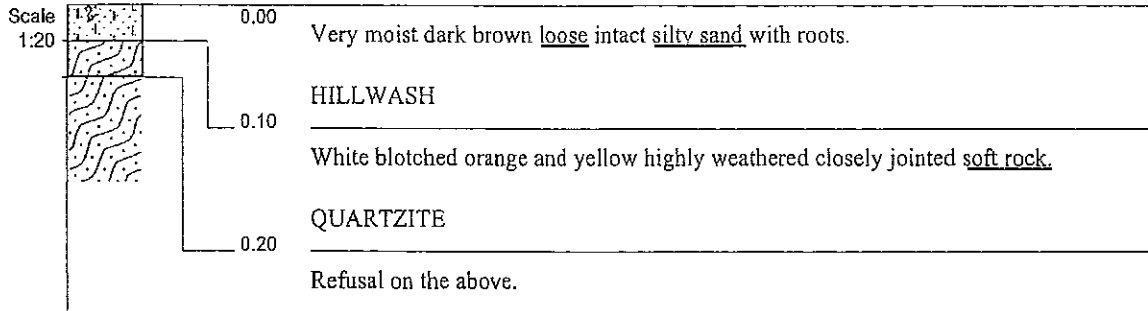 Scale
1:20
0.00
Very moist dark brown loose intact silty sand with roots.
HILLWASH
0.10
White blotched orange and yellow highly weathered closely jointed soft rock.
QUARTZITE
0.20
Refusal on the above.